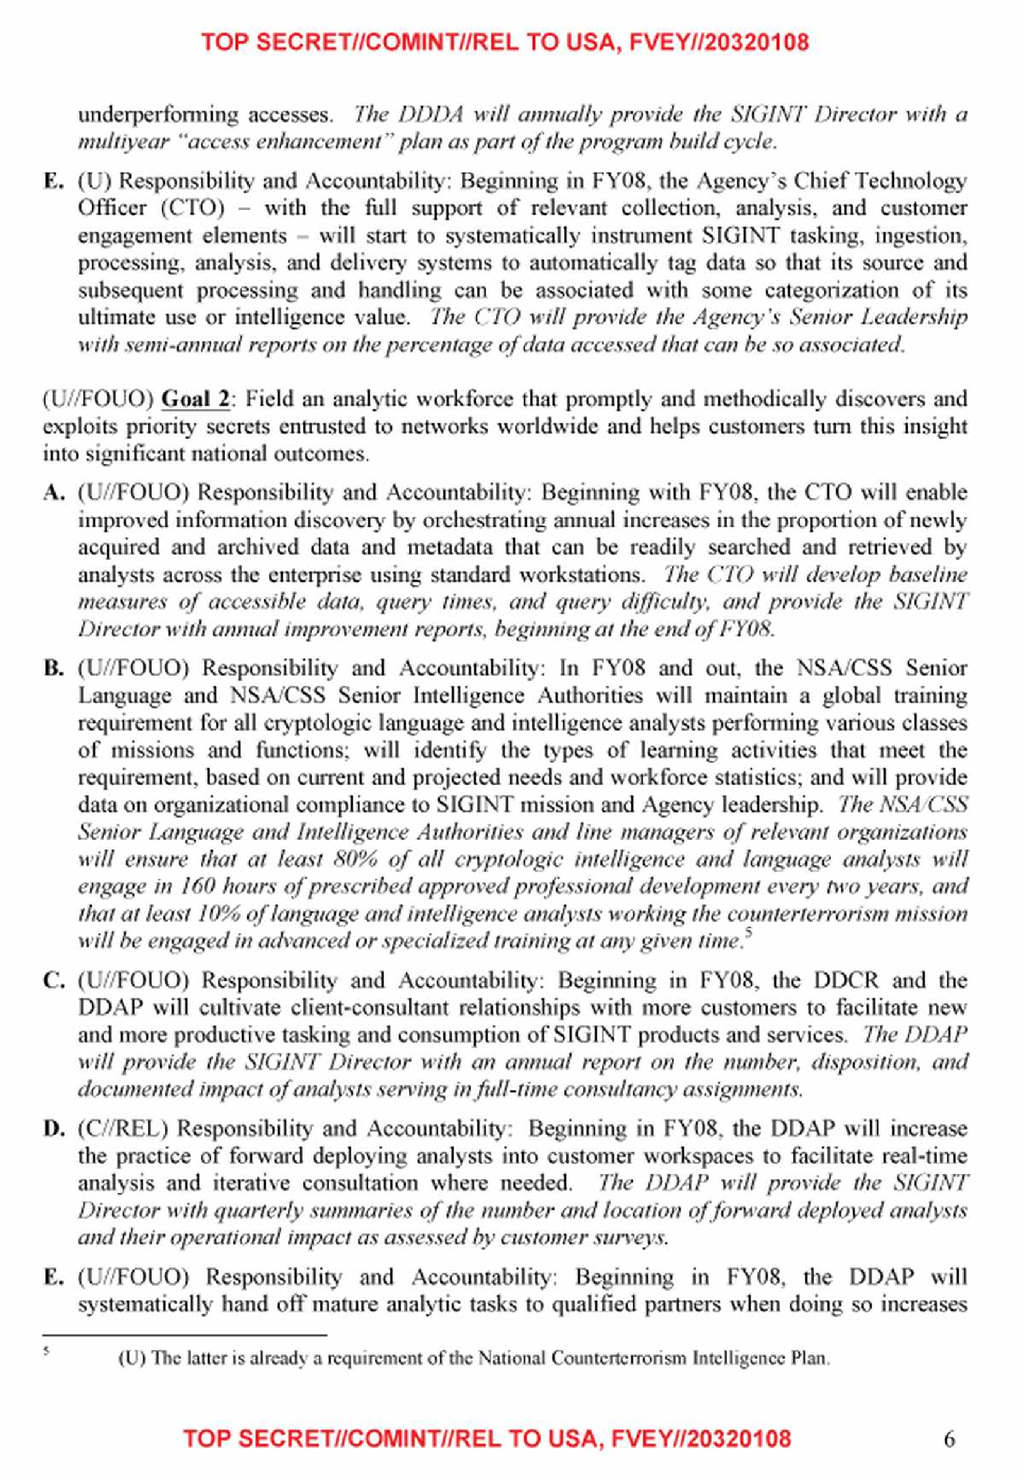 TOP SECRET//COMINT//REL TO USA, FVEY//20320108
underperforming accesses. The DDDA will annually provide the SIGINT Director with a
multiyear “access enhancement” plan as part of the program build cycle.
E. (U) Responsibility and Accountability: Beginning in FY08, the Agency’s Chief Technology
Officer (CTO) – with the full support of relevant collection, analysis, and customer
engagement elements – will start to systematically instrument SIGINT tasking, ingestion,
processing, analysis, and delivery systems to automatically tag data so that its source and
subsequent processing and handling can be associated with some categorization of its
ultimate use or intelligence value. The CTO will provide the Agency’s Senior Leadership
with semi-annual reports on the percentage of data accessed that can be so associated.
(U//FOUO) Goal 2: Field an analytic workforce that promptly and methodically discovers and
exploits priority secrets entrusted to networks worldwide and helps customers turn this insight
into significant national outcomes.
A. (U//FOUO) Responsibility and Accountability: Beginning with FY08, the CTO will enable
improved information discovery by orchestrating annual increases in the proportion of newly
acquired and archived data and metadata that can be readily searched and retrieved by
analysts across the enterprise using standard workstations. The CTO will develop baseline
measures of accessible data, query times, and query difficulty, and provide the SIGINT
Director with annual improvement reports, beginning at the end of FY08.
B. (U//FOUO) Responsibility and Accountability: In FY08 and out, the NSA/CSS Senior
Language and NSA/CSS Senior Intelligence Authorities will maintain a global training
requirement for all cryptologic language and intelligence analysts performing various classes
of missions and functions; will identify the types of learning activities that meet the
requirement, based on current and projected needs and workforce statistics; and will provide
data on organizational compliance to SIGINT mission and Agency leadership. The NSA/CSS
Senior Language and Intelligence Authorities and line managers of relevant organizations
will ensure that at least 80% of all cryptologic intelligence and language analysts will
engage in 160 hours of prescribed approved professional development every two years, and
that at least 10% of language and intelligence analysts working the counterterrorism mission
will be engaged in advanced or specialized training at any given time.5
C. (U//FOUO) Responsibility and Accountability: Beginning in FY08, the DDCR and the
DDAP will cultivate client-consultant relationships with more customers to facilitate new
and more productive tasking and consumption of SIGINT products and services. The DDAP
will provide the SIGINT Director with an annual report on the number, disposition, and
documented impact of analysts serving in full-time consultancy assignments.
D. (C//REL) Responsibility and Accountability: Beginning in FY08, the DDAP will increase
the practice of forward deploying analysts into customer workspaces to facilitate real-time
analysis and iterative consultation where needed. The DDAP will provide the SIGINT
Director with quarterly summaries of the number and location of forward deployed analysts
and their operational impact as assessed by customer surveys.
E. (U//FOUO) Responsibility and Accountability: Beginning in FY08, the DDAP will
systematically hand off mature analytic tasks to qualified partners when doing so increases
5 (U) The latter is already a requirement of the National Counterterrorism Intelligence Plan.
TOP SECRET//COMINT//REL TO USA, FVEY//20320108 6